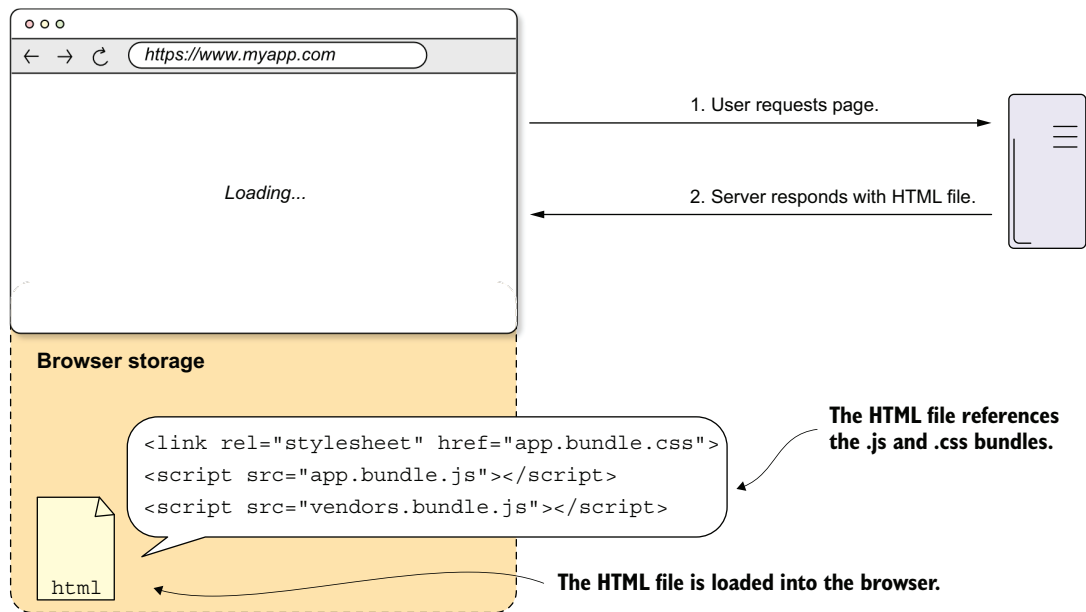 https://www.myapp.com
1. User requests page.
Loading...
2. Server responds with HTML file.
Browser storage
The HTML file references
the .js and .css bundles.
<link rel="stylesheet" href="app.bundle.css">
<script src="app.bundle.js"></script>
<script src="vendors.bundle.js"></script>
html
The HTML file is loaded into the browser.